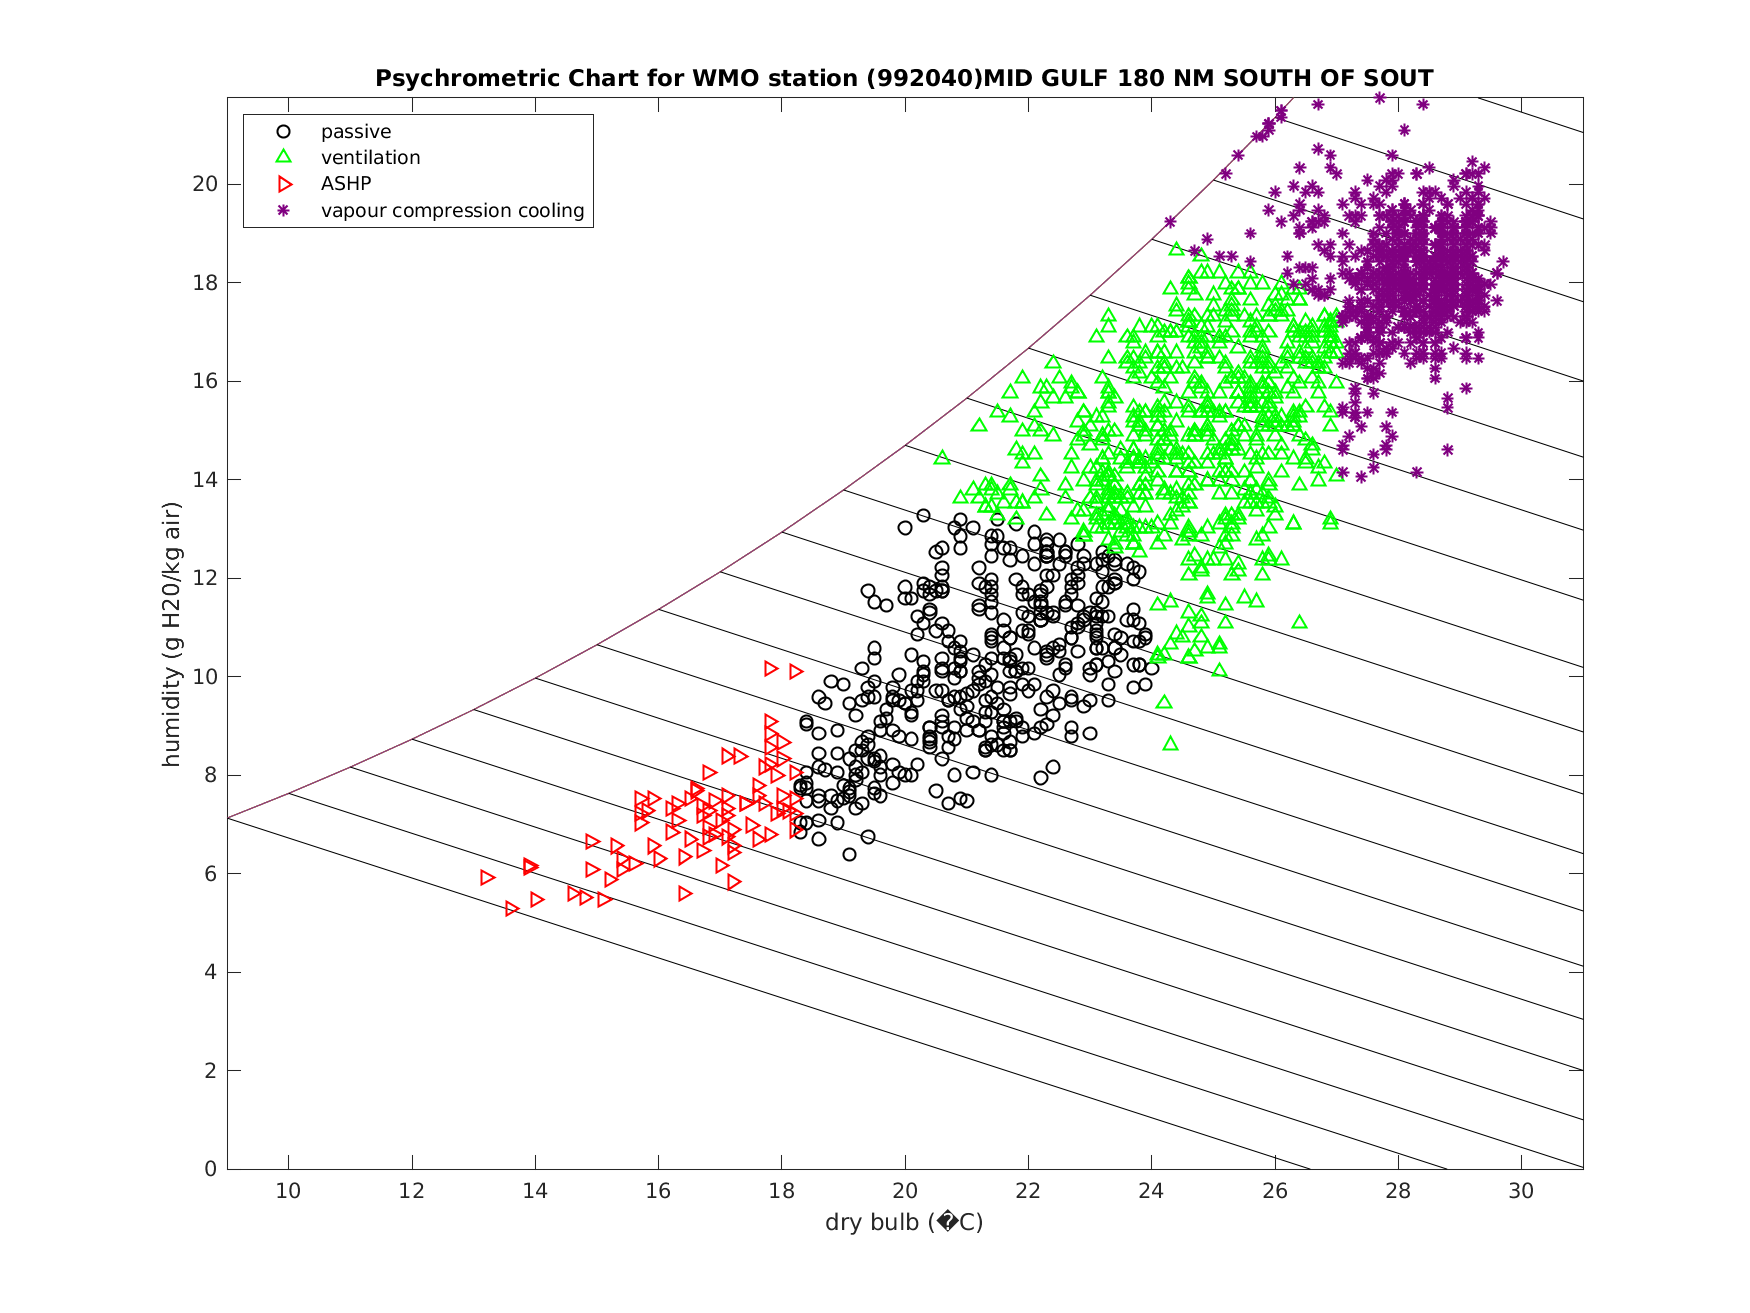 Psychrometric Chart for WMO station (992040)MID GULF 180 NM SOUTH OF SOUT
passive
ventilation
ASHP
vapour compression cooling
humidity (g H20/kg air)
20
18
16
14
12
10
8
6
4
2
0
10 12 14 16 18 20 22 24 26 28 30
dry bulb (�C)